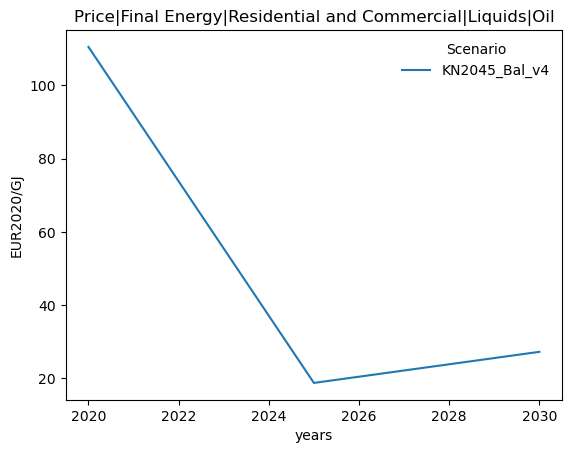 Price|Final Energy|Residential and Commercial|Liquids|Oil
Scenario
KN2045_Bal_v4
EUR2020/GJ
100
80
60
40
20
2020 2022 2024 2026 2028 2030
years